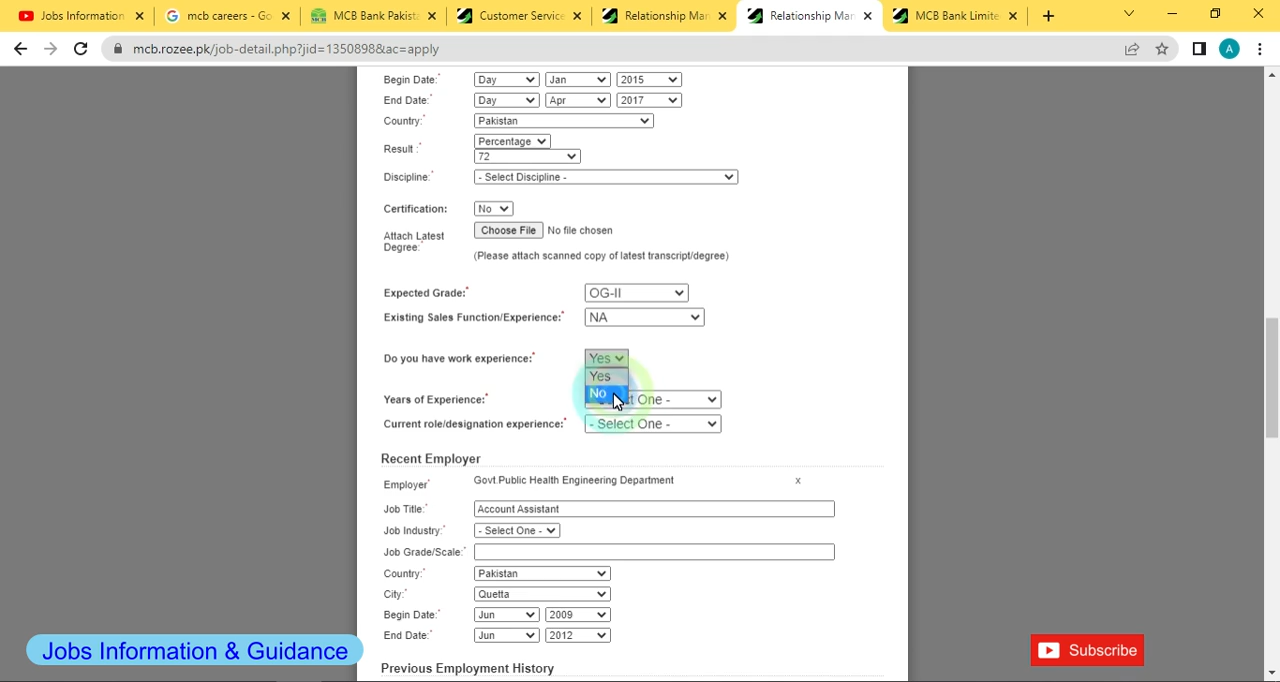 Jobs Information
mcb careers - Go
MCB Bank Pakist
Customer Service
Relationship Ma
Relationship Mar
MCB Bank Limite
mcb.rozee.pk/job-detail.php?jid=1350898&ac=apply
A
Begin Date:* Day Jan 2015
End Date:* Day Apr 2017
Country:* Pakistan
Result :* Percentage
72
Discipline:* - Select Discipline -
Certification: No
Attach Latest Degree:* Choose File No file chosen
(Please attach scanned copy of latest transcript/degree)
Expected Grade:* OG-II
Existing Sales Function/Experience:* NA
Do you have work experience:* Yes
Yes
No
Years of Experience:* One -
Current role/designation experience:* - Select One -
Recent Employer
Employer* Govt.Public Health Engineering Department x
Job Title:* Account Assistant
Job Industry:* - Select One -
Job Grade/Scale:*
Country:* Pakistan
City:* Quetta
Begin Date:* Jun 2009
End Date:* Jun 2012
Previous Employment History
Jobs Information & Guidance
Subscribe